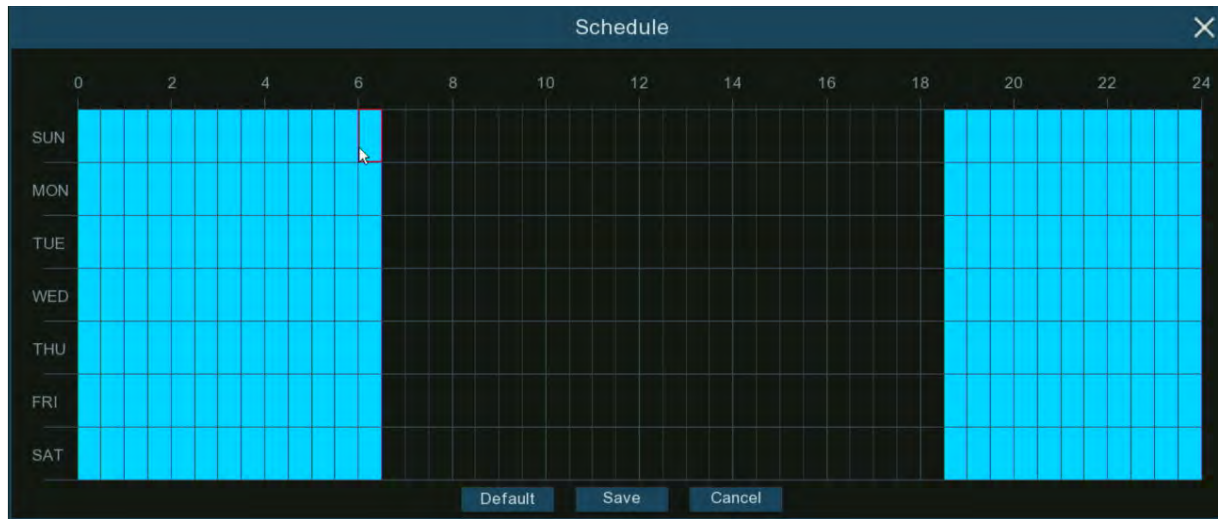 Schedule
0 2 4 6 8 10 12 14 16 18 20 22 24
SUN
MON
TUE
WED
THU
FRI
SAT
Default Save Cancel